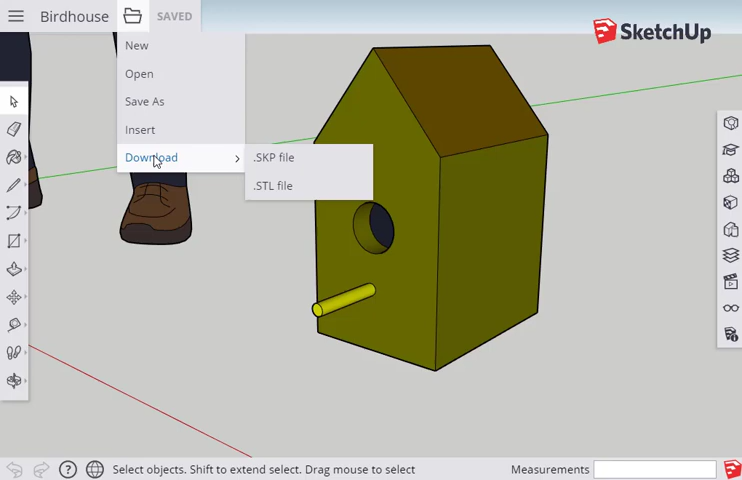 Birdhouse
SAVED
SketchUp
New
Open
Save As
Insert
Download
.SKP file
.STL file
Select objects. Shift to extend select. Drag mouse to select
Measurements